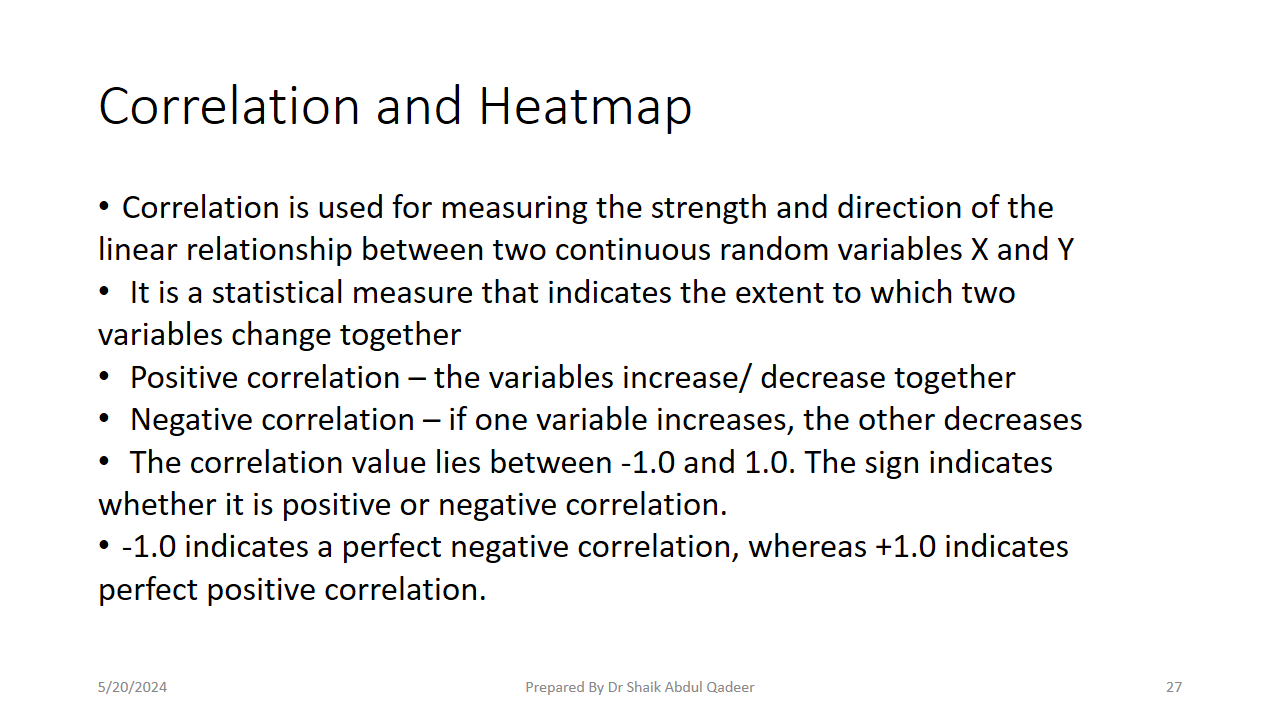 Correlation and Heatmap
• Correlation is used for measuring the strength and direction of the
linear relationship between two continuous random variables X and Y
• It is a statistical measure that indicates the extent to which two
variables change together
• Positive correlation – the variables increase/ decrease together
• Negative correlation – if one variable increases, the other decreases
• The correlation value lies between -1.0 and 1.0. The sign indicates
whether it is positive or negative correlation.
• -1.0 indicates a perfect negative correlation, whereas +1.0 indicates
perfect positive correlation.
5/20/2024
Prepared By Dr Shaik Abdul Qadeer
27